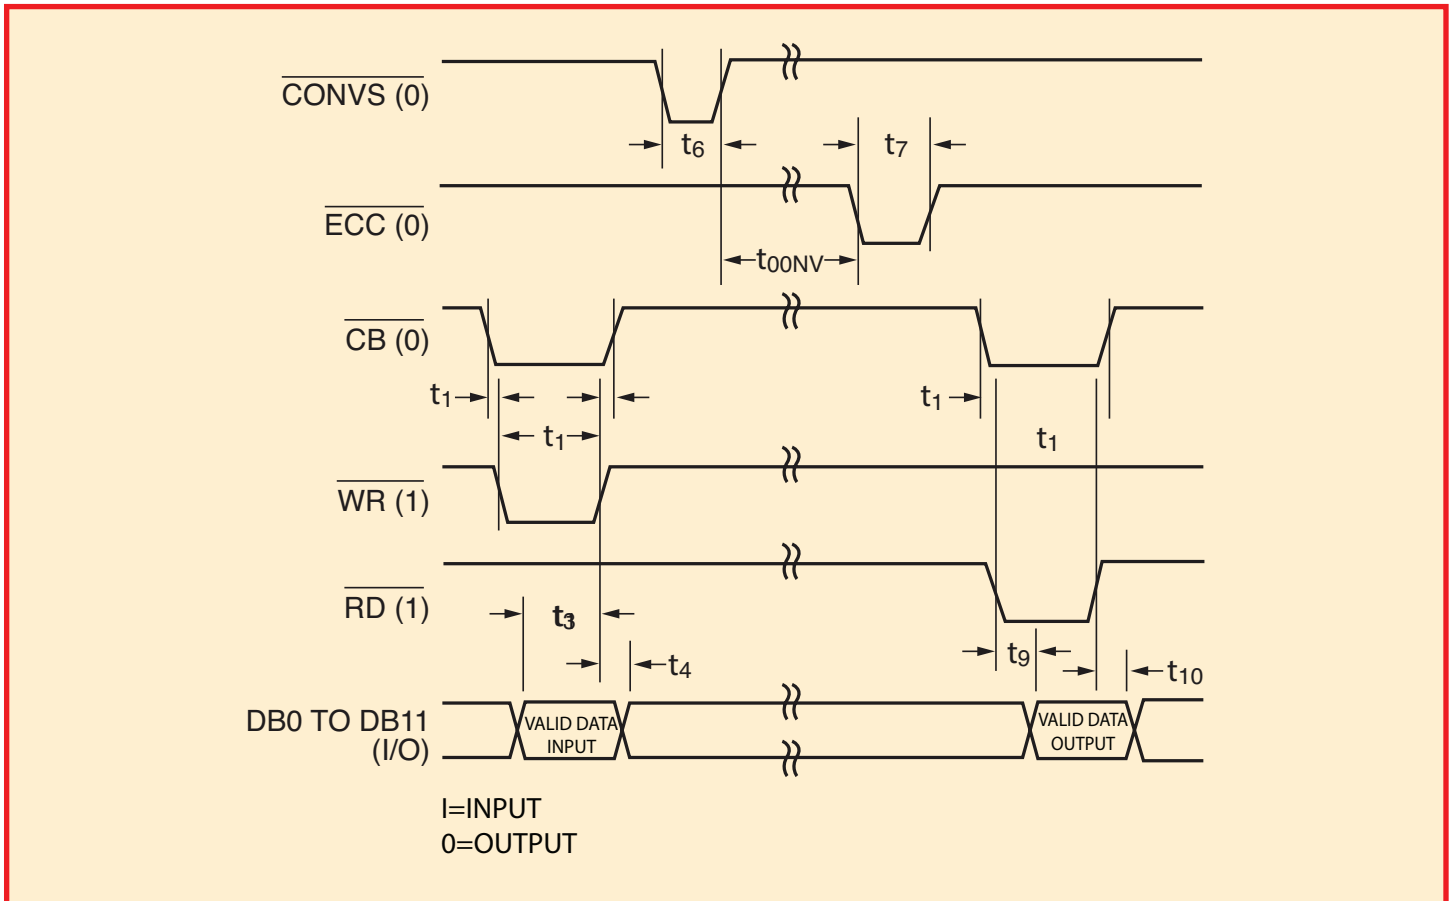 CONVS (0)
t6
t7
ECC (0)
t00NV
CB (0)
t1
t1
t1
t1
WR (1)
RD (1)
t3
t9
t4
t10
DB0 TO DB11
(I/O)
VALID DATA
INPUT
VALID DATA
OUTPUT
I=INPUT
0=OUTPUT